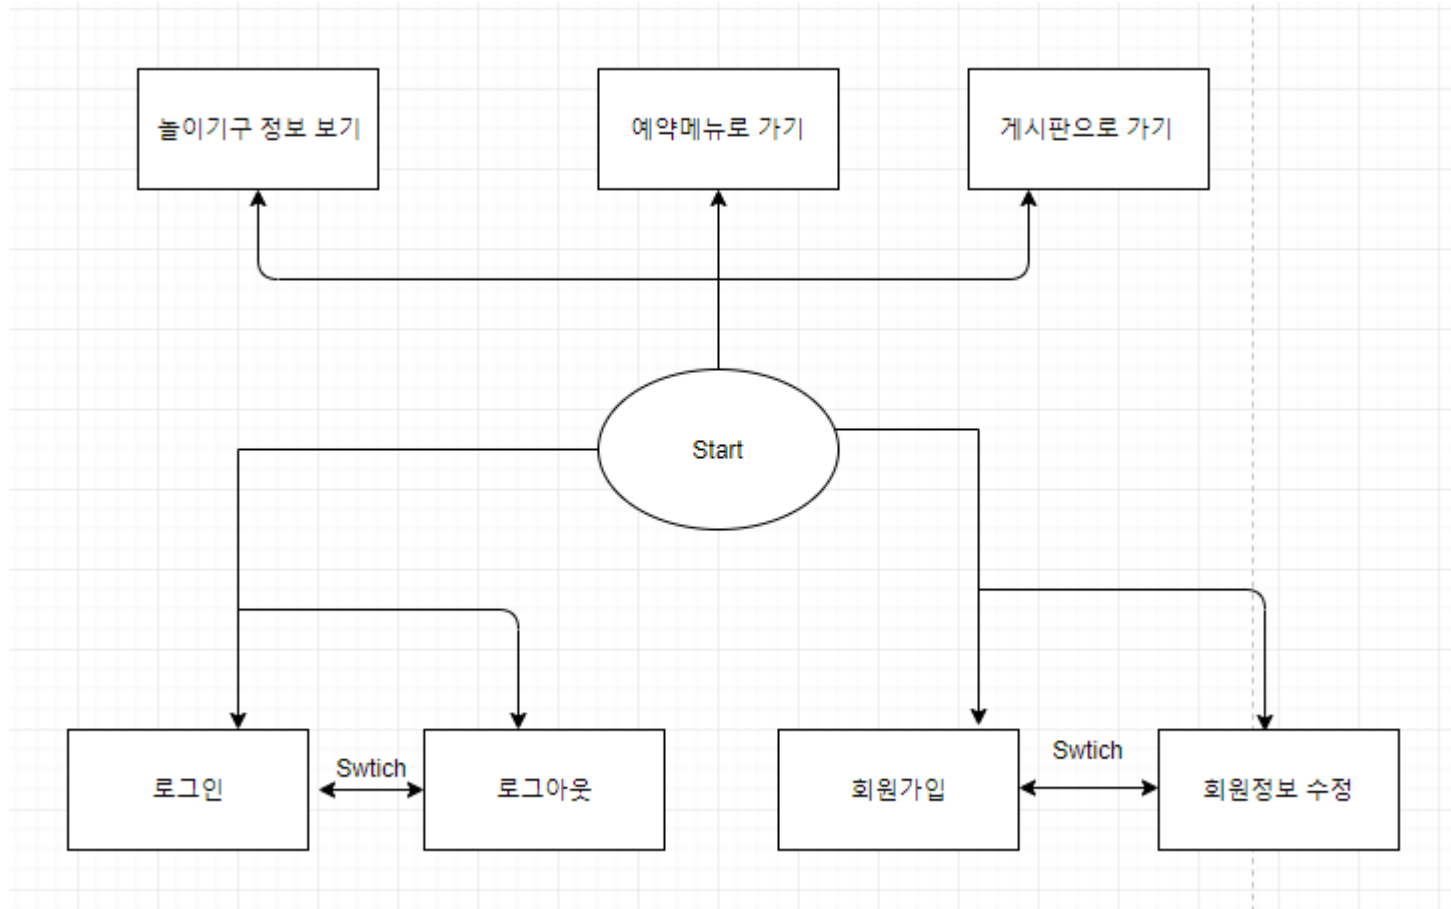 놀이기구 정보 보기
예약메뉴로 가기
게시판으로 가기
Start
로그인
Swtich
로그아웃
회원가입
Swtich
회원정보 수정